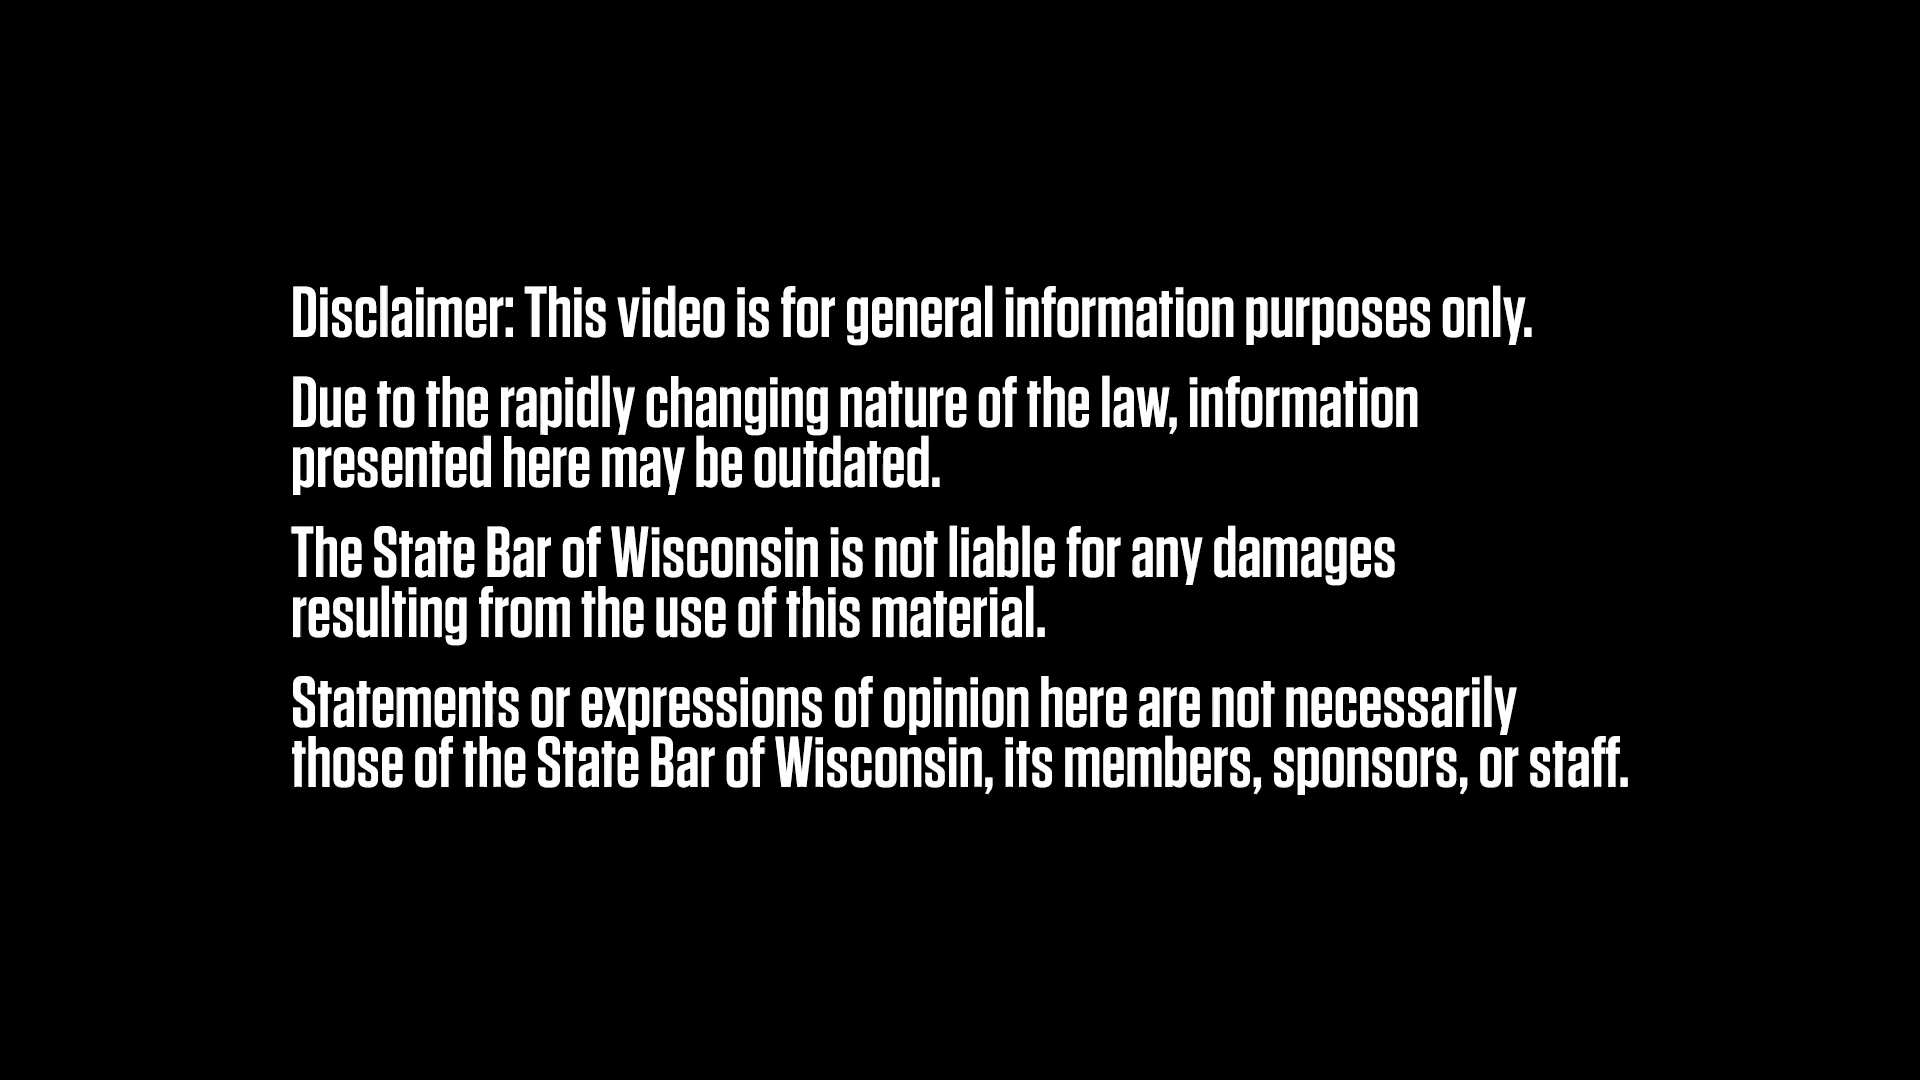 Disclaimer: This video is for general information purposes only.
Due to the rapidly changing nature of the law, information
presented here may be outdated.
The State Bar of Wisconsin is not liable for any damages
resulting from the use of this material.
Statements or expressions of opinion here are not necessarily
those of the State Bar of Wisconsin, its members, sponsors, or staff.